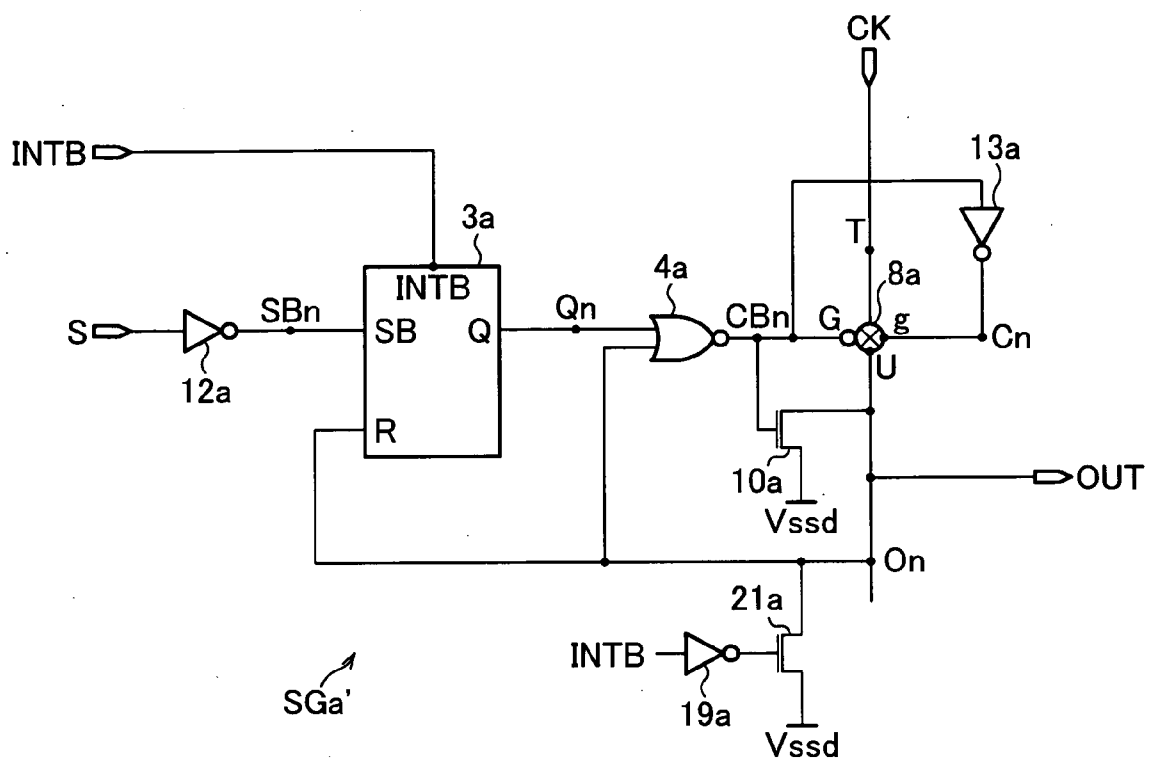 CK
INTB
13a
3a
T
INTB
4a
8a
S
SBn
SB
Q
Qn
CBn
G
g
Cn
12a
U
R
10a
OUT
Vssd
On
21a
INTB
SGa'
19a
Vssd